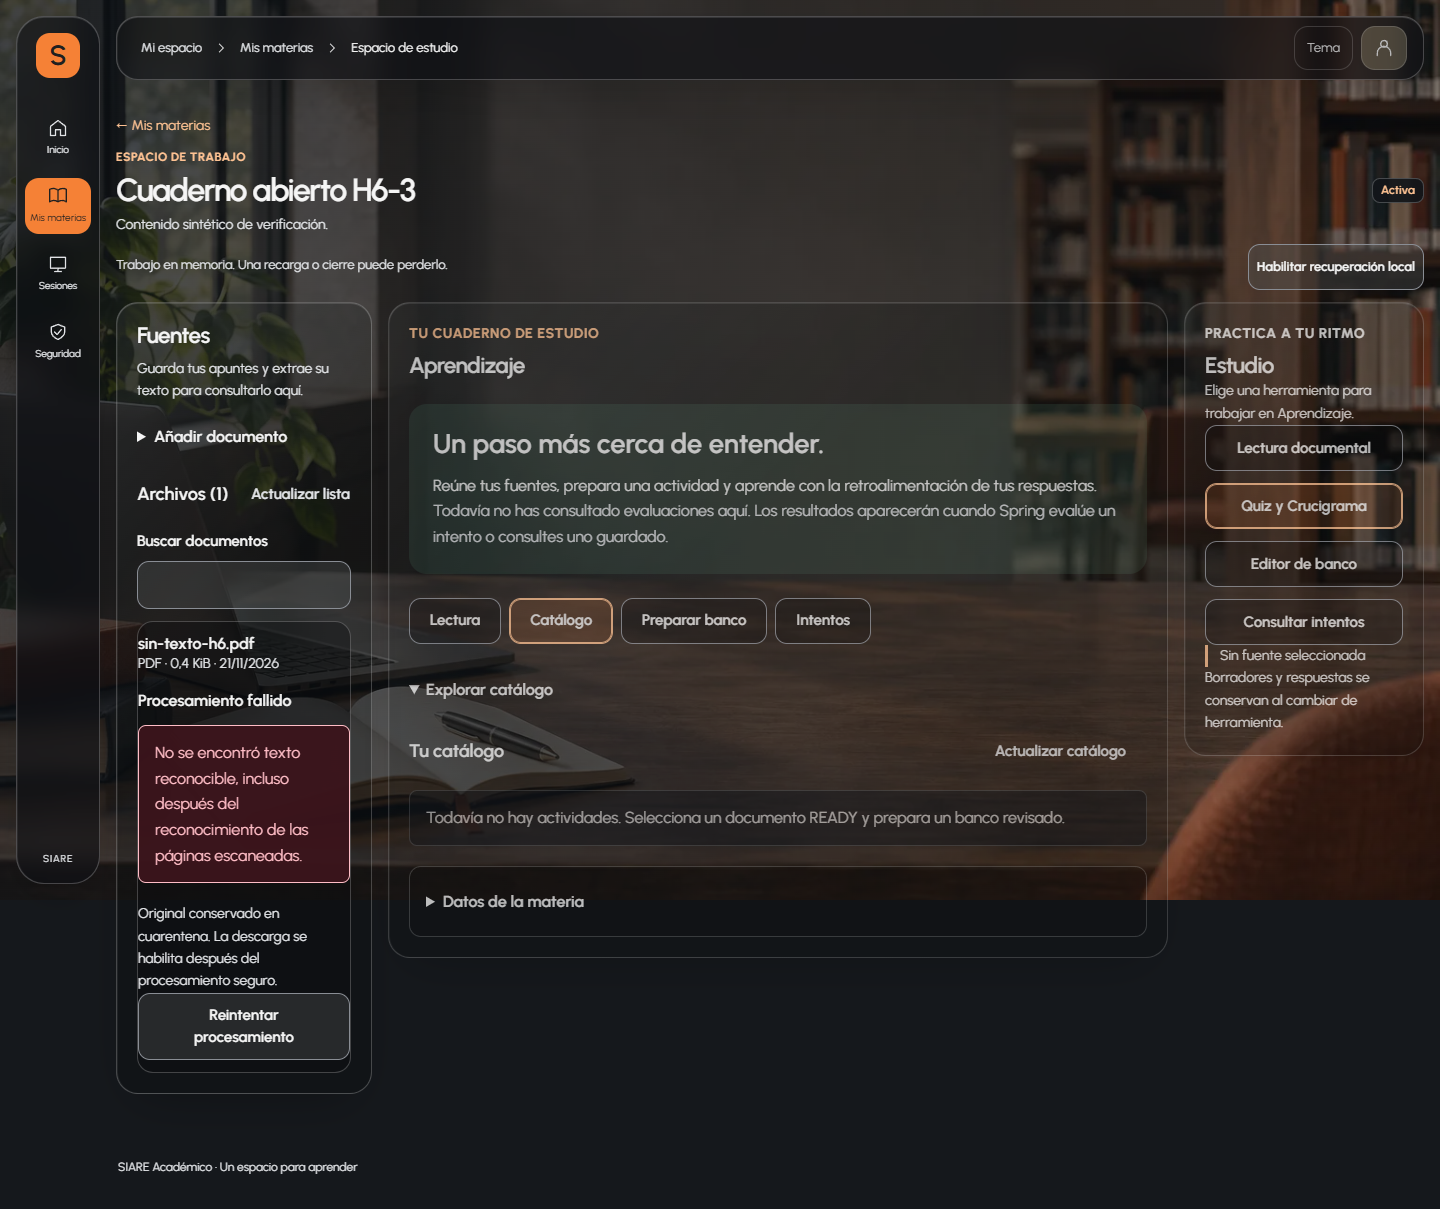 S
Inicio
Mis materias
Sesiones
Seguridad
SIARE
Mi espacio > Mis materias > Espacio de estudio
Tema
← Mis materias
ESPACIO DE TRABAJO
Cuaderno abierto H6-3
Activa
Contenido sintético de verificación.
Trabajo en memoria. Una recarga o cierre puede perderlo.
Habilitar recuperación local
Fuentes
Guarda tus apuntes y extrae su
texto para consultarlo aquí.
▶ Añadir documento
Archivos (1) Actualizar lista
Buscar documentos
sin-texto-h6.pdf
PDF · 0,4 KiB · 21/11/2026
Procesamiento fallido
No se encontró texto
reconocible, incluso
después del
reconocimiento de las
páginas escaneadas.
Original conservado en
cuarentena. La descarga se
habilita después del
procesamiento seguro.
Reintentar
procesamiento
TU CUADERNO DE ESTUDIO
Aprendizaje
Un paso más cerca de entender.
Reúne tus fuentes, prepara una actividad y aprende con la retroalimentación de tus respuestas.
Todavía no has consultado evaluaciones aquí. Los resultados aparecerán cuando Spring evalúe un
intento o consultes uno guardado.
Lectura
Catálogo
Preparar banco
Intentos
▼ Explorar catálogo
Tu catálogo
Actualizar catálogo
Todavía no hay actividades. Selecciona un documento READY y prepara un banco revisado.
▶ Datos de la materia
PRACTICA A TU RITMO
Estudio
Elige una herramienta para
trabajar en Aprendizaje.
Lectura documental
Quiz y Crucigrama
Editor de banco
Consultar intentos
Sin fuente seleccionada
Borradores y respuestas se
conservan al cambiar de
herramienta.
SIARE Académico · Un espacio para aprender